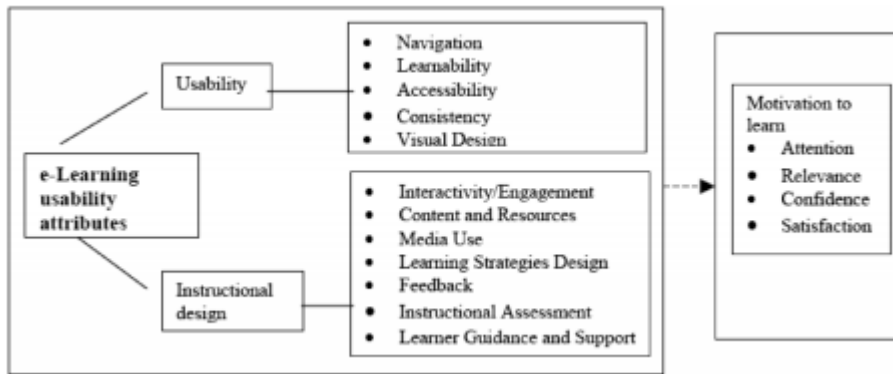 e-Learning
usability
attributes
Usability
• Navigation
• Learnability
• Accessibility
• Consistency
• Visual Design
Instructional
design
• Interactivity/Engagement
• Content and Resources
• Media Use
• Learning Strategies Design
• Feedback
• Instructional Assessment
• Learner Guidance and Support
Motivation to
learn
• Attention
• Relevance
• Confidence
• Satisfaction